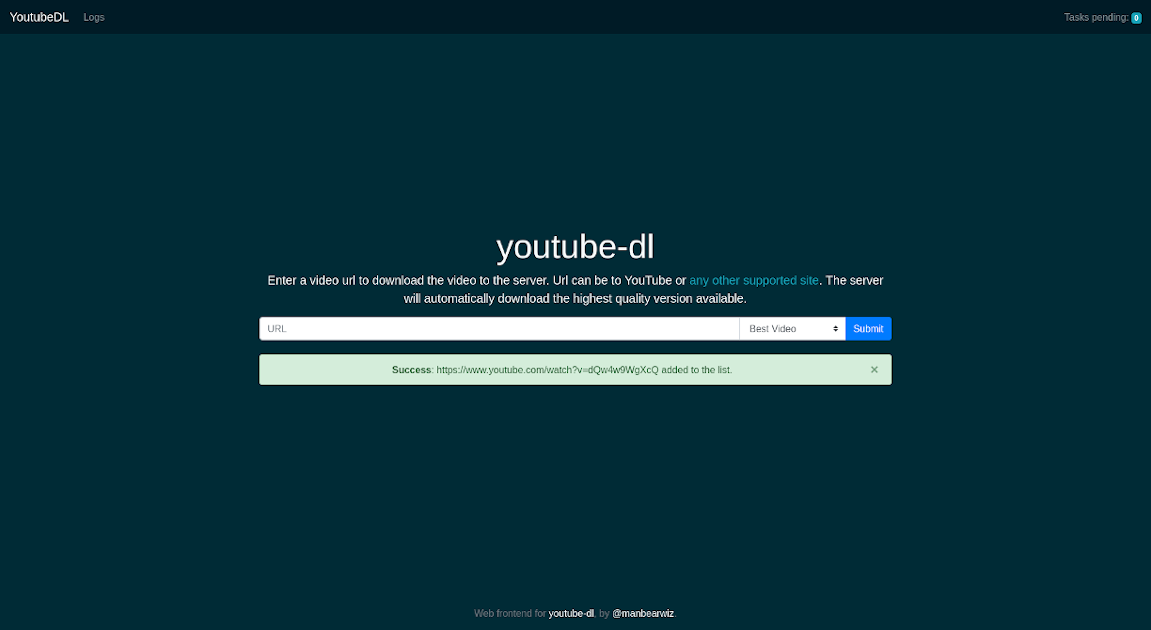 YoutubeDL Logs Tasks pending: 0
youtube-dl
Enter a video url to download the video to the server. Url can be to YouTube or any other supported site. The server
will automatically download the highest quality version available.
URL Best Video Submit
Success: https://www.youtube.com/watch?v=dQw4w9WgXcQ added to the list. ×
Web frontend for youtube-dl, by @manbearwiz.